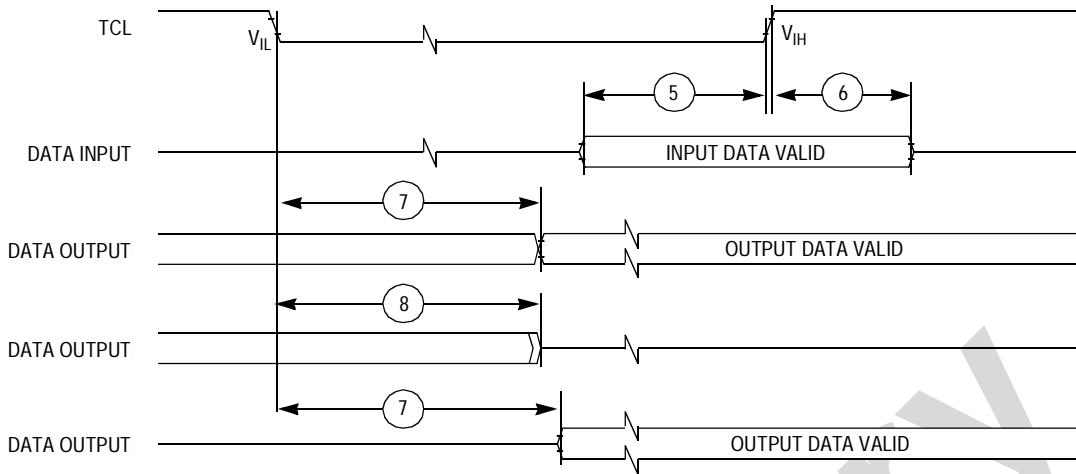 TCL
V_IL
V_IH
5
6
DATA INPUT
INPUT DATA VALID
7
DATA OUTPUT
OUTPUT DATA VALID
8
DATA OUTPUT
7
DATA OUTPUT
OUTPUT DATA VALID